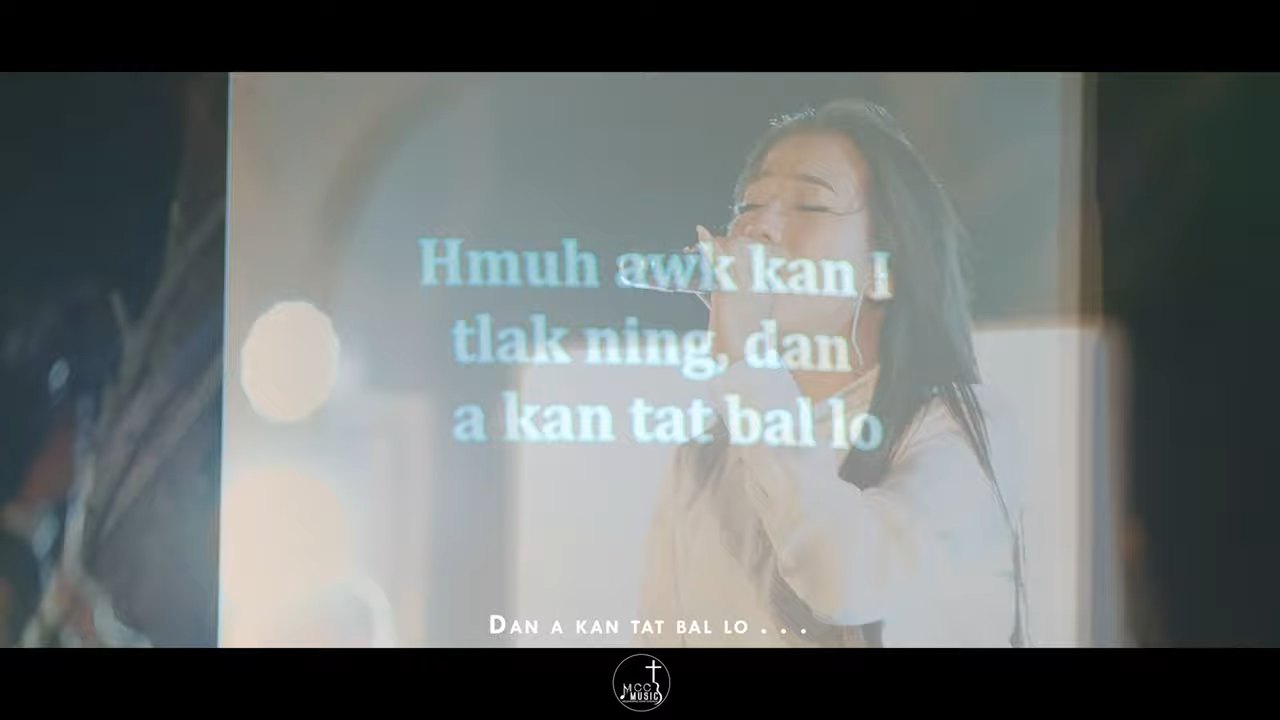 Hmuh awk kan I
tlak ning, dan
a kan tat bal lo
DAN A KAN TAT BAL LO . . .
MCC
MUSIC